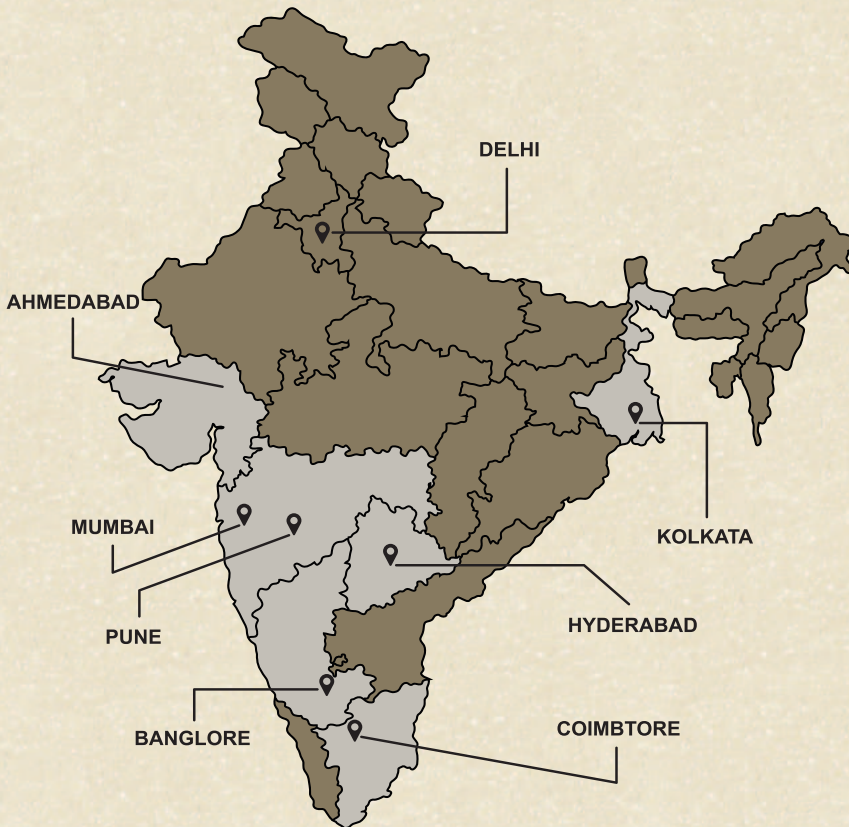 DELHI
AHMEDABAD
MUMBAI
KOLKATA
PUNE
HYDERABAD
BANGLORE
COIMBTORE